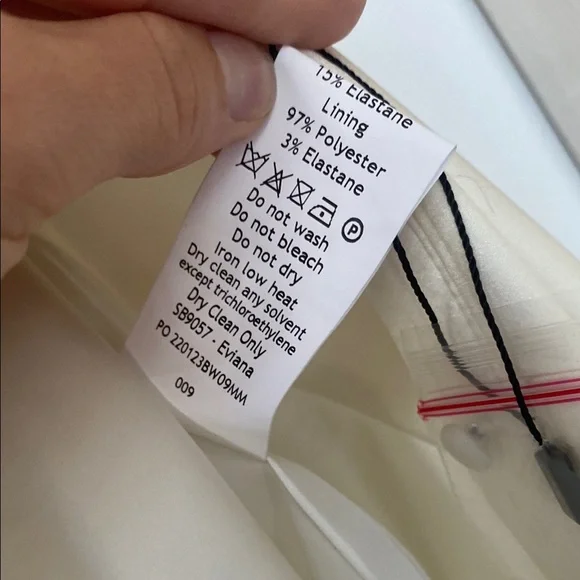 15% Elastane
Lining
97% Polyester
3% Elastane
P
Do not wash
Do not bleach
Do not dry
Iron low heat
Dry clean any solvent
except trichloroethylene
Dry Clean Only
SB9057 - Eviana
PO 220123BW09MM
009